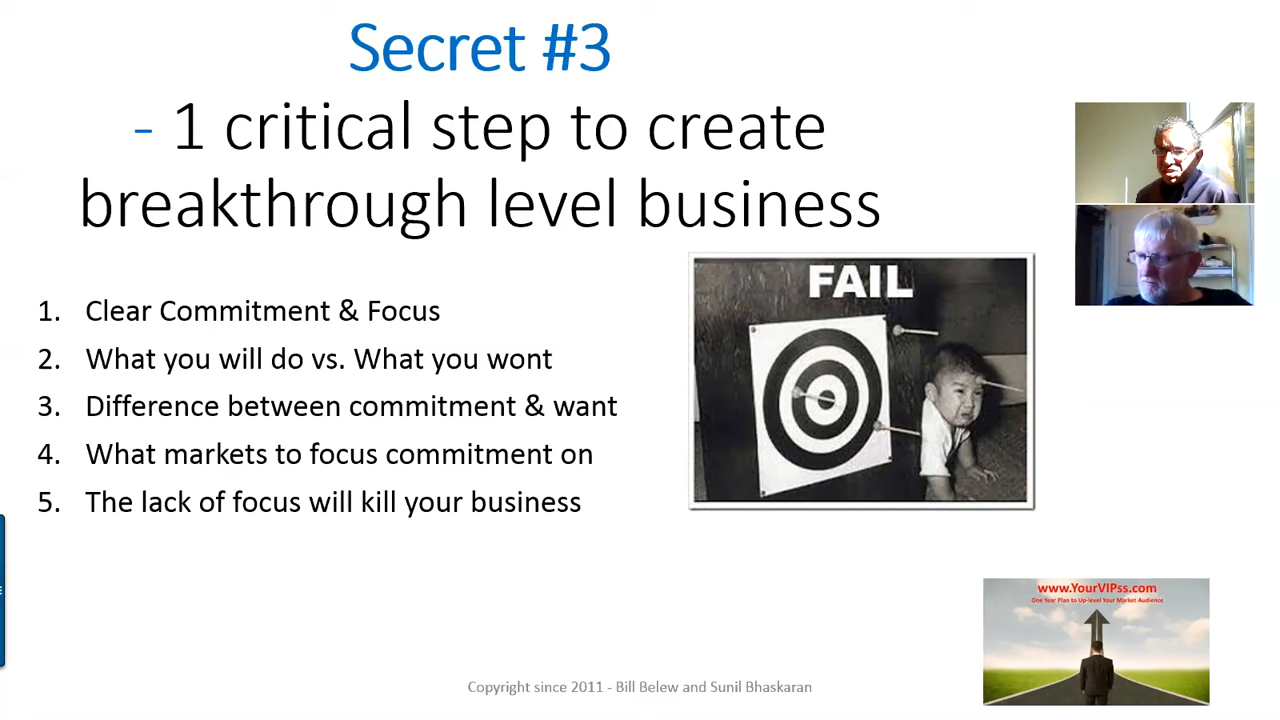 Secret #3
- 1 critical step to create
breakthrough level business
1. Clear Commitment & Focus
2. What you will do vs. What you wont
3. Difference between commitment & want
4. What markets to focus commitment on
5. The lack of focus will kill your business
FAIL
www.YourVIPss.com
One Year Plan to Up-level Your Market Audience
Copyright since 2011 - Bill Belew and Sunil Bhaskaran